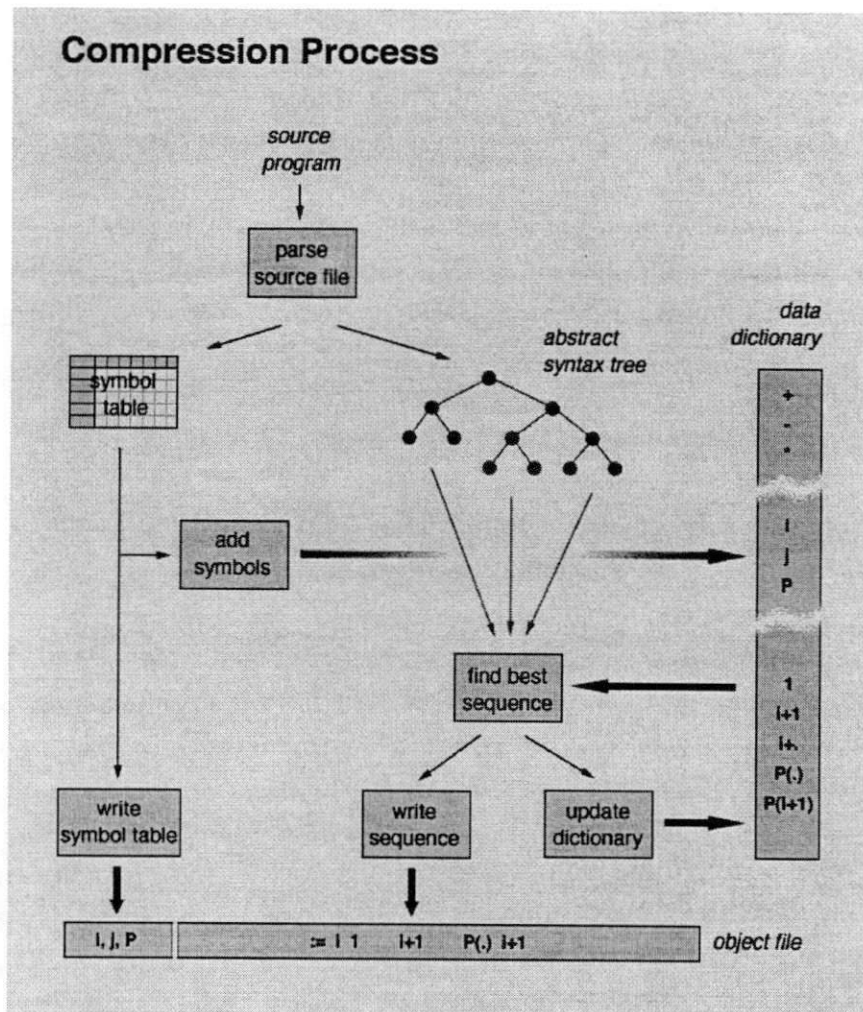 Compression Process
source
program
parse
source file
data
dictionary
abstract
syntax tree
symbol
table
+
-
*
i
j
P
add
symbols
find best
sequence
1
i+1
i+.
P(.)
P(i+1)
write
symbol table
write
sequence
update
dictionary
i, j, P
:= i 1 i+1 P(.) i+1
object file